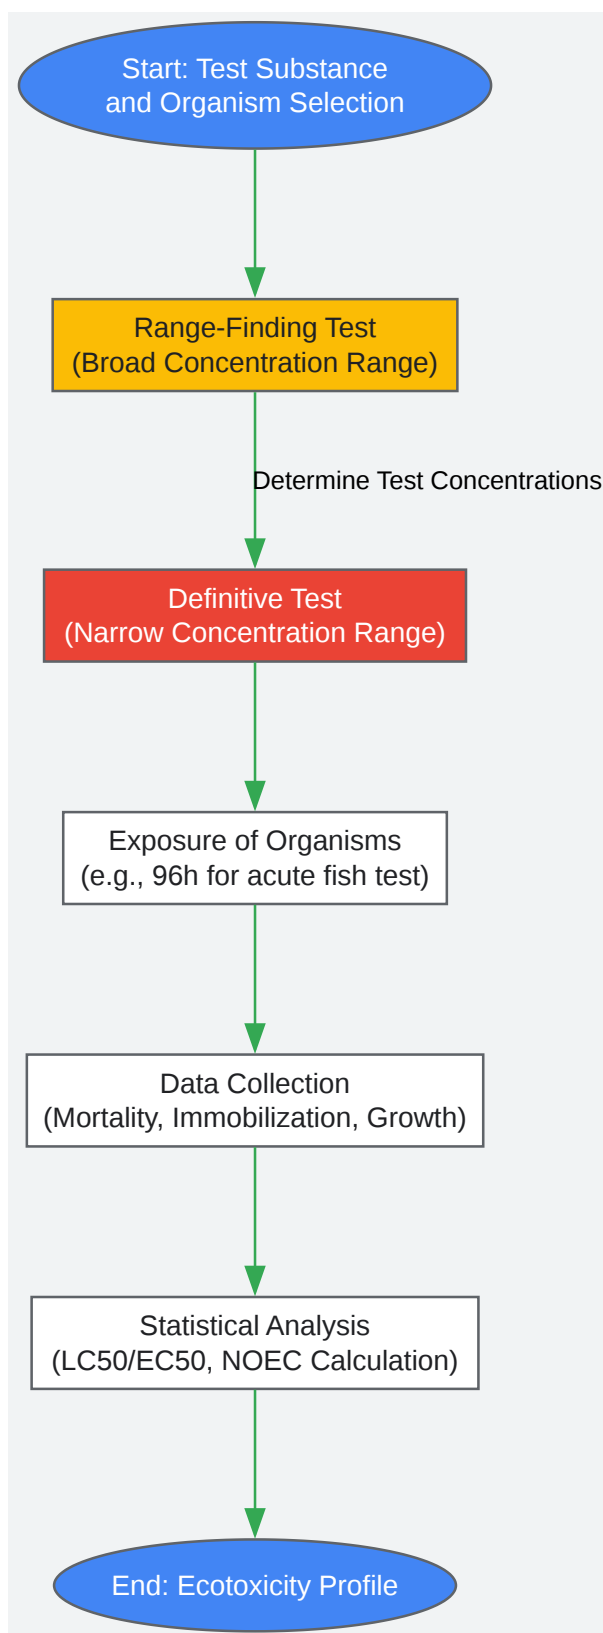 Start: Test Substance
and Organism Selection
Range-Finding Test
(Broad Concentration Range)
Determine Test Concentrations
Definitive Test
(Narrow Concentration Range)
Exposure of Organisms
(e.g., 96h for acute fish test)
Data Collection
(Mortality, Immobilization, Growth)
Statistical Analysis
(LC50/EC50, NOEC Calculation)
End: Ecotoxicity Profile